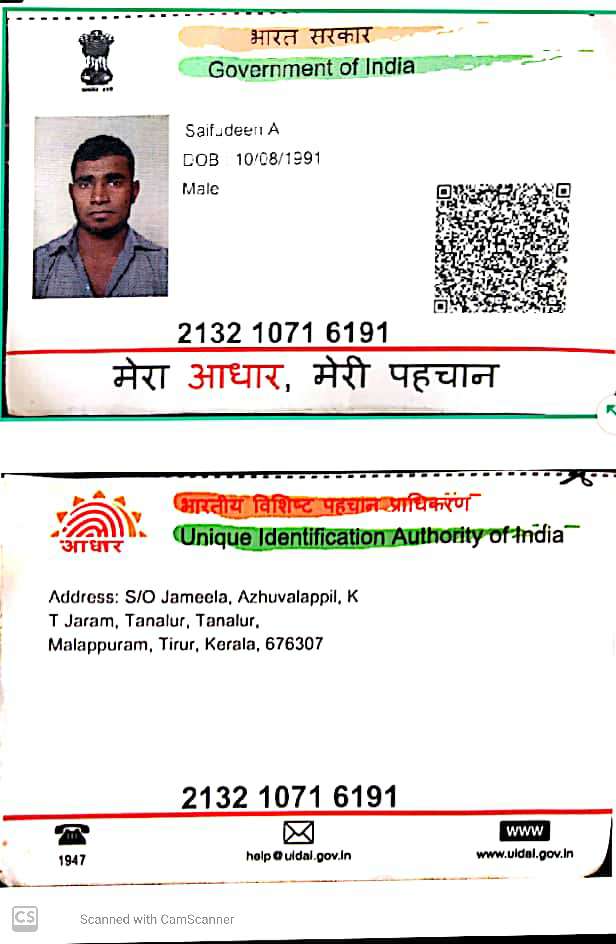 भारत सरकार
Government of India
Saifudeen A
DOB 10/08/1991
Male
2132 1071 6191
मेरा आधार, मेरी पहचान
भारतीय विशिष्ट पहचान प्राधिकरण
आधार
Unique Identification Authority of India
Address: S/O Jameela, Azhuvalappil, K
T Jaram, Tanalur, Tanalur,
Malappuram, Tirur, Kerala, 676307
2132 1071 6191
www
1947
help@uidai.gov.in
www.uidai.gov.in
CS
Scanned with CamScanner